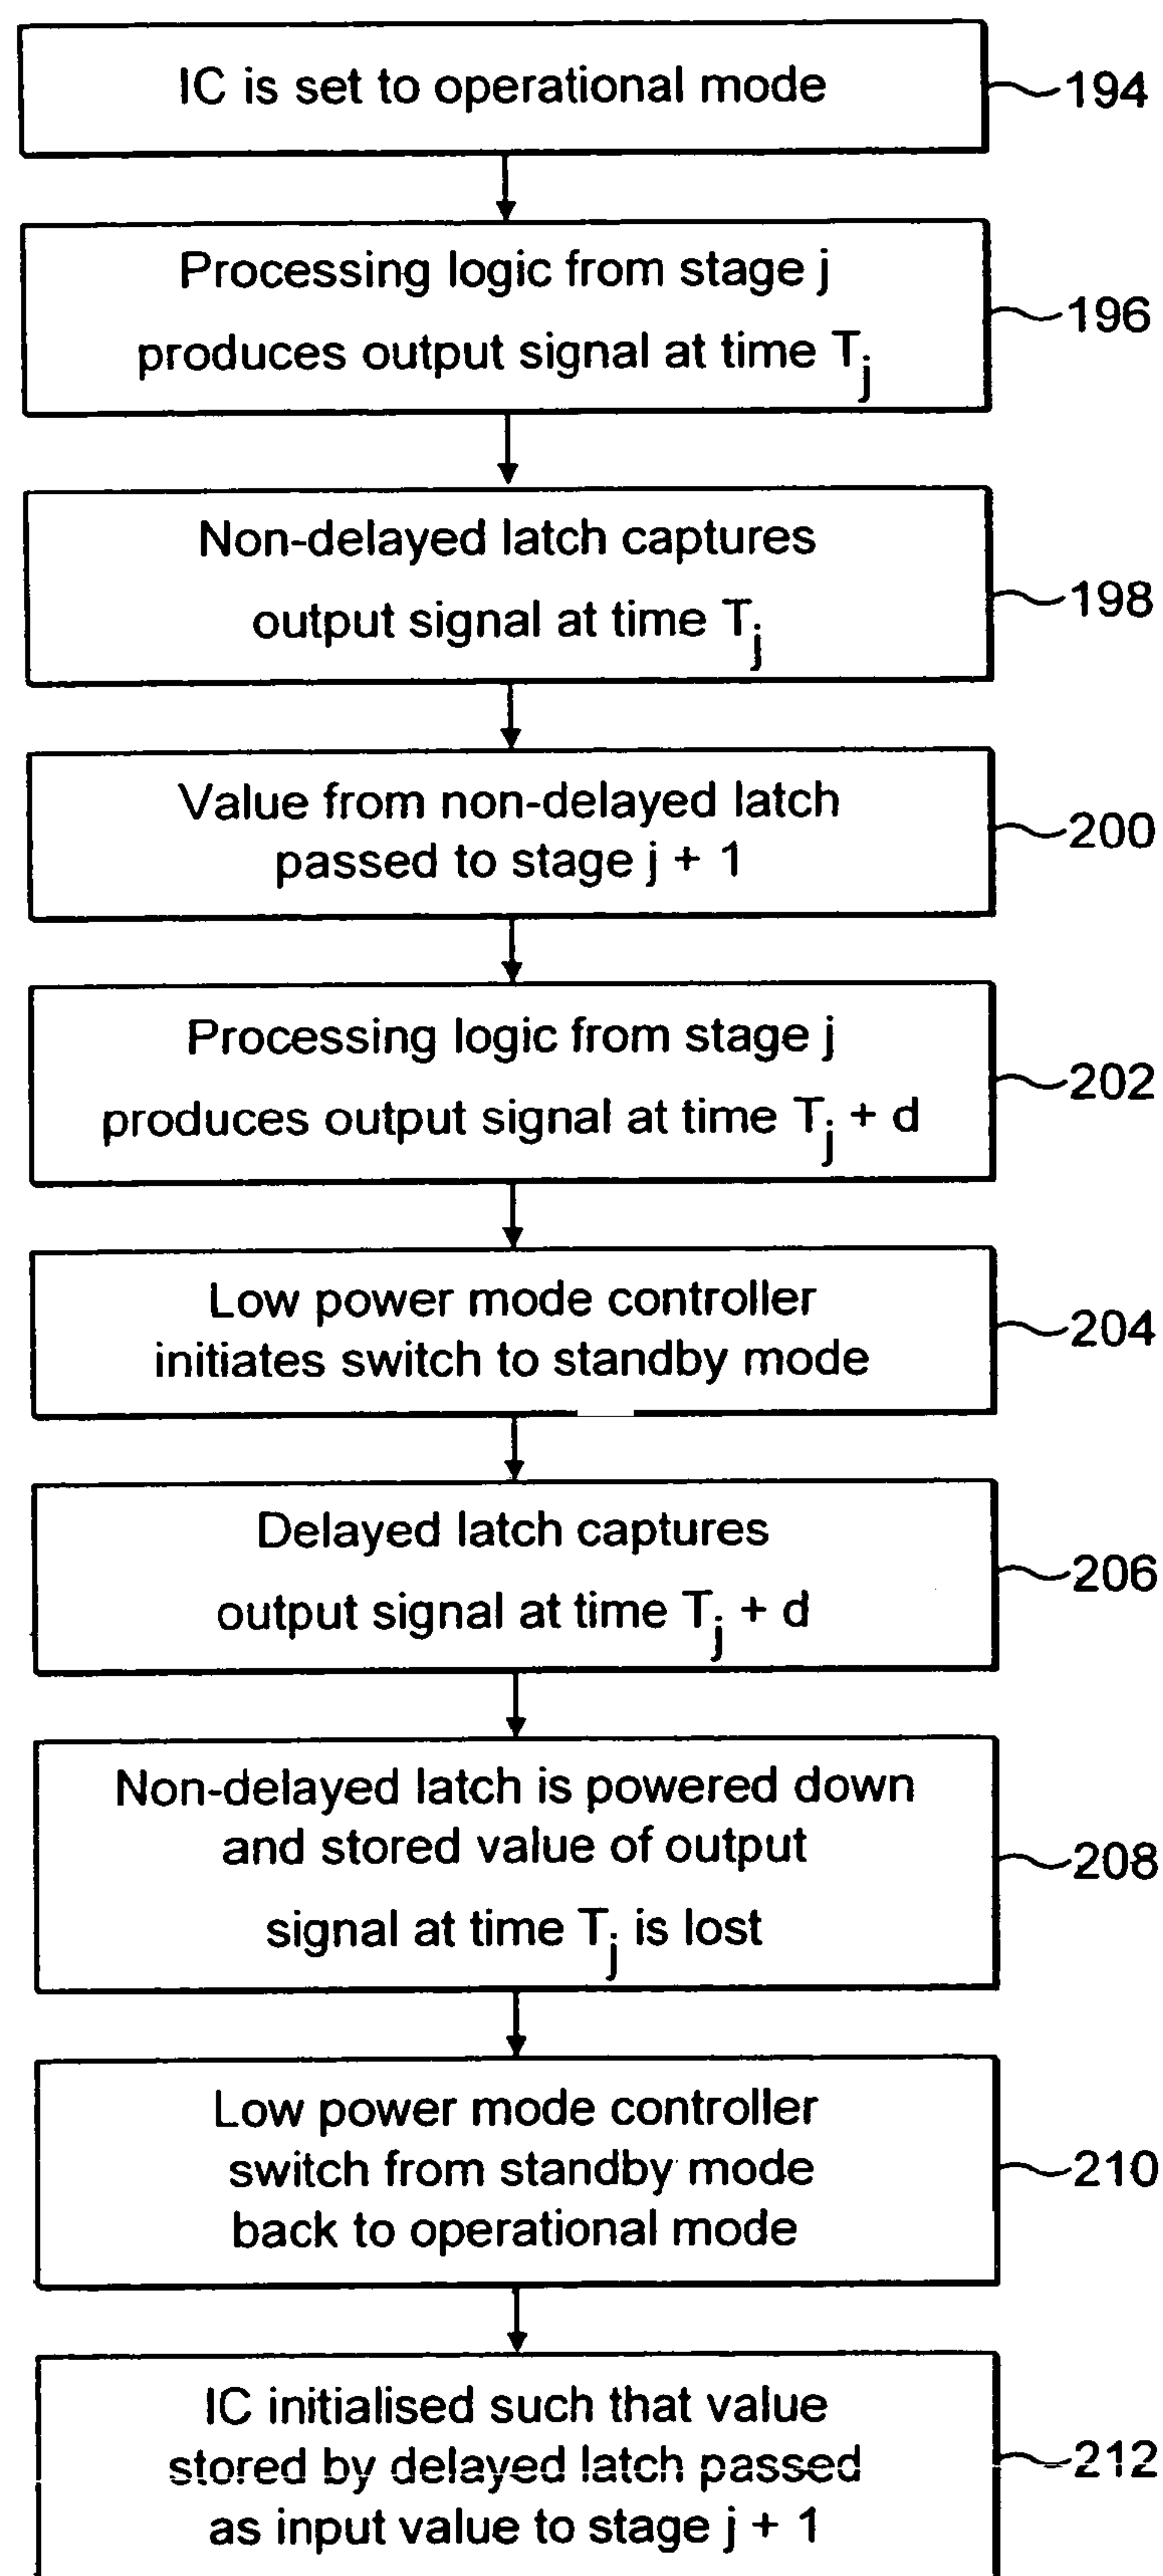 IC is set to operational mode
194
Processing logic from stage j
produces output signal at time Tj
196
Non-delayed latch captures
output signal at time Tj
198
Value from non-delayed latch
passed to stage j + 1
200
Processing logic from stage j
produces output signal at time Tj + d
202
Low power mode controller
initiates switch to standby mode
204
Delayed latch captures
output signal at time Tj + d
206
Non-delayed latch is powered down
and stored value of output
signal at time Tj is lost
208
Low power mode controller
switch from standby mode
back to operational mode
210
IC initialised such that value
stored by delayed latch passed
as input value to stage j + 1
212